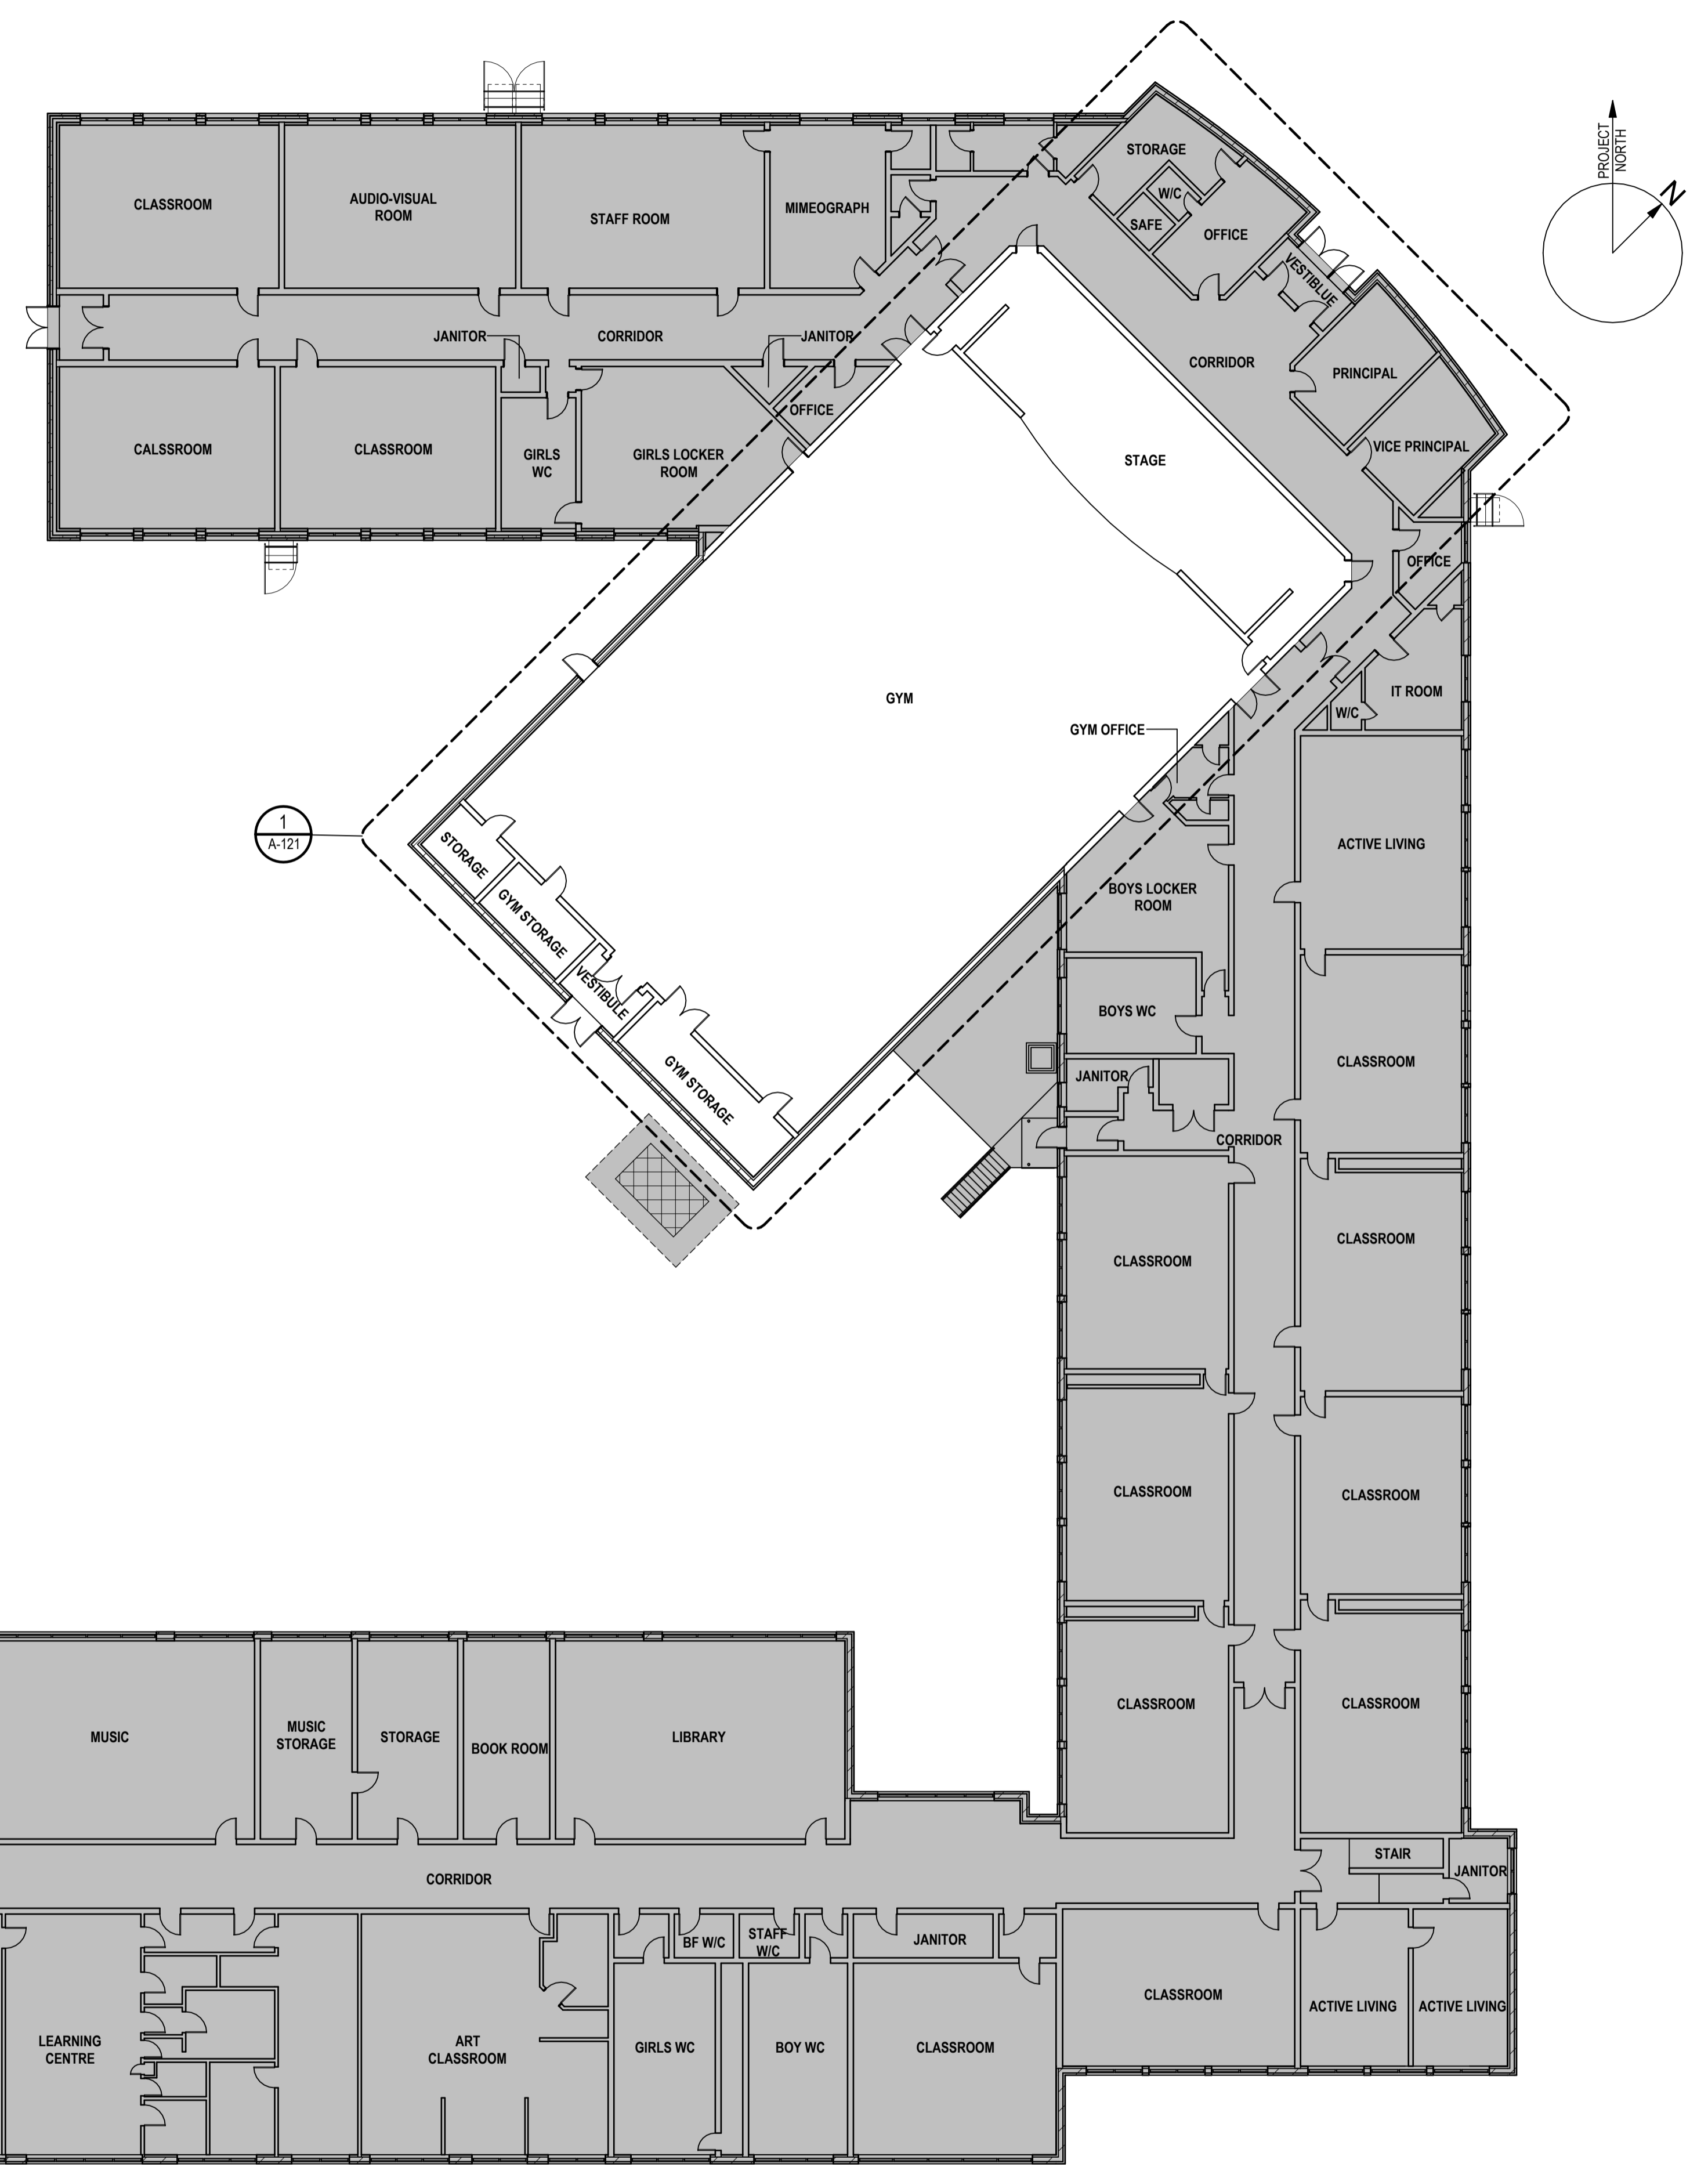 PROJECT
NORTH
N
STORAGE
W/C
SAFE
OFFICE
VESTIBLUE
CLASSROOM
AUDIO-VISUAL
ROOM
STAFF ROOM
MIMEOGRAPH
JANITOR
CORRIDOR
JANITOR
CORRIDOR
PRINCIPAL
OFFICE
VICE PRINCIPAL
CALSSROOM
CLASSROOM
GIRLS
WC
GIRLS LOCKER
ROOM
STAGE
OFFICE
IT ROOM
W/C
GYM
GYM OFFICE
1
A-121
STORAGE
GYM STORAGE
VESTIBULE
GYM STORAGE
ACTIVE LIVING
BOYS LOCKER
ROOM
BOYS WC
CLASSROOM
JANITOR
CORRIDOR
CLASSROOM
CLASSROOM
CLASSROOM
CLASSROOM
CLASSROOM
CLASSROOM
MUSIC
MUSIC
STORAGE
STORAGE
BOOK ROOM
LIBRARY
CLASSROOM
STAIR
JANITOR
CORRIDOR
BF W/C
STAFF
W/C
JANITOR
LEARNING
CENTRE
ART
CLASSROOM
GIRLS WC
BOY WC
CLASSROOM
CLASSROOM
ACTIVE LIVING
ACTIVE LIVING